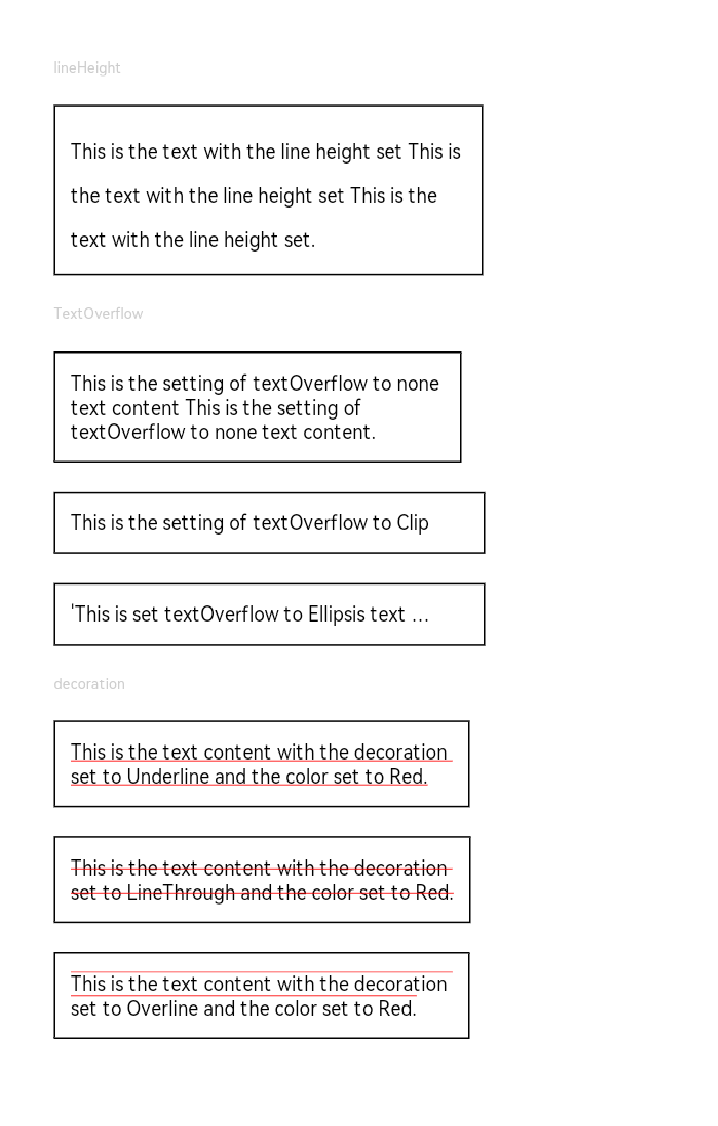 lineHeight
This is the text with the line height set This is
the text with the line height set This is the
text with the line height set.
TextOverflow
This is the setting of textOverflow to none
text content This is the setting of
textOverflow to none text content.
This is the setting of textOverflow to Clip
'This is set textOverflow to Ellipsis text ...
decoration
This is the text content with the decoration
set to Underline and the color set to Red.
This is the text content with the decoration
set to LineThrough and the color set to Red.
This is the text content with the decoration
set to Overline and the color set to Red.